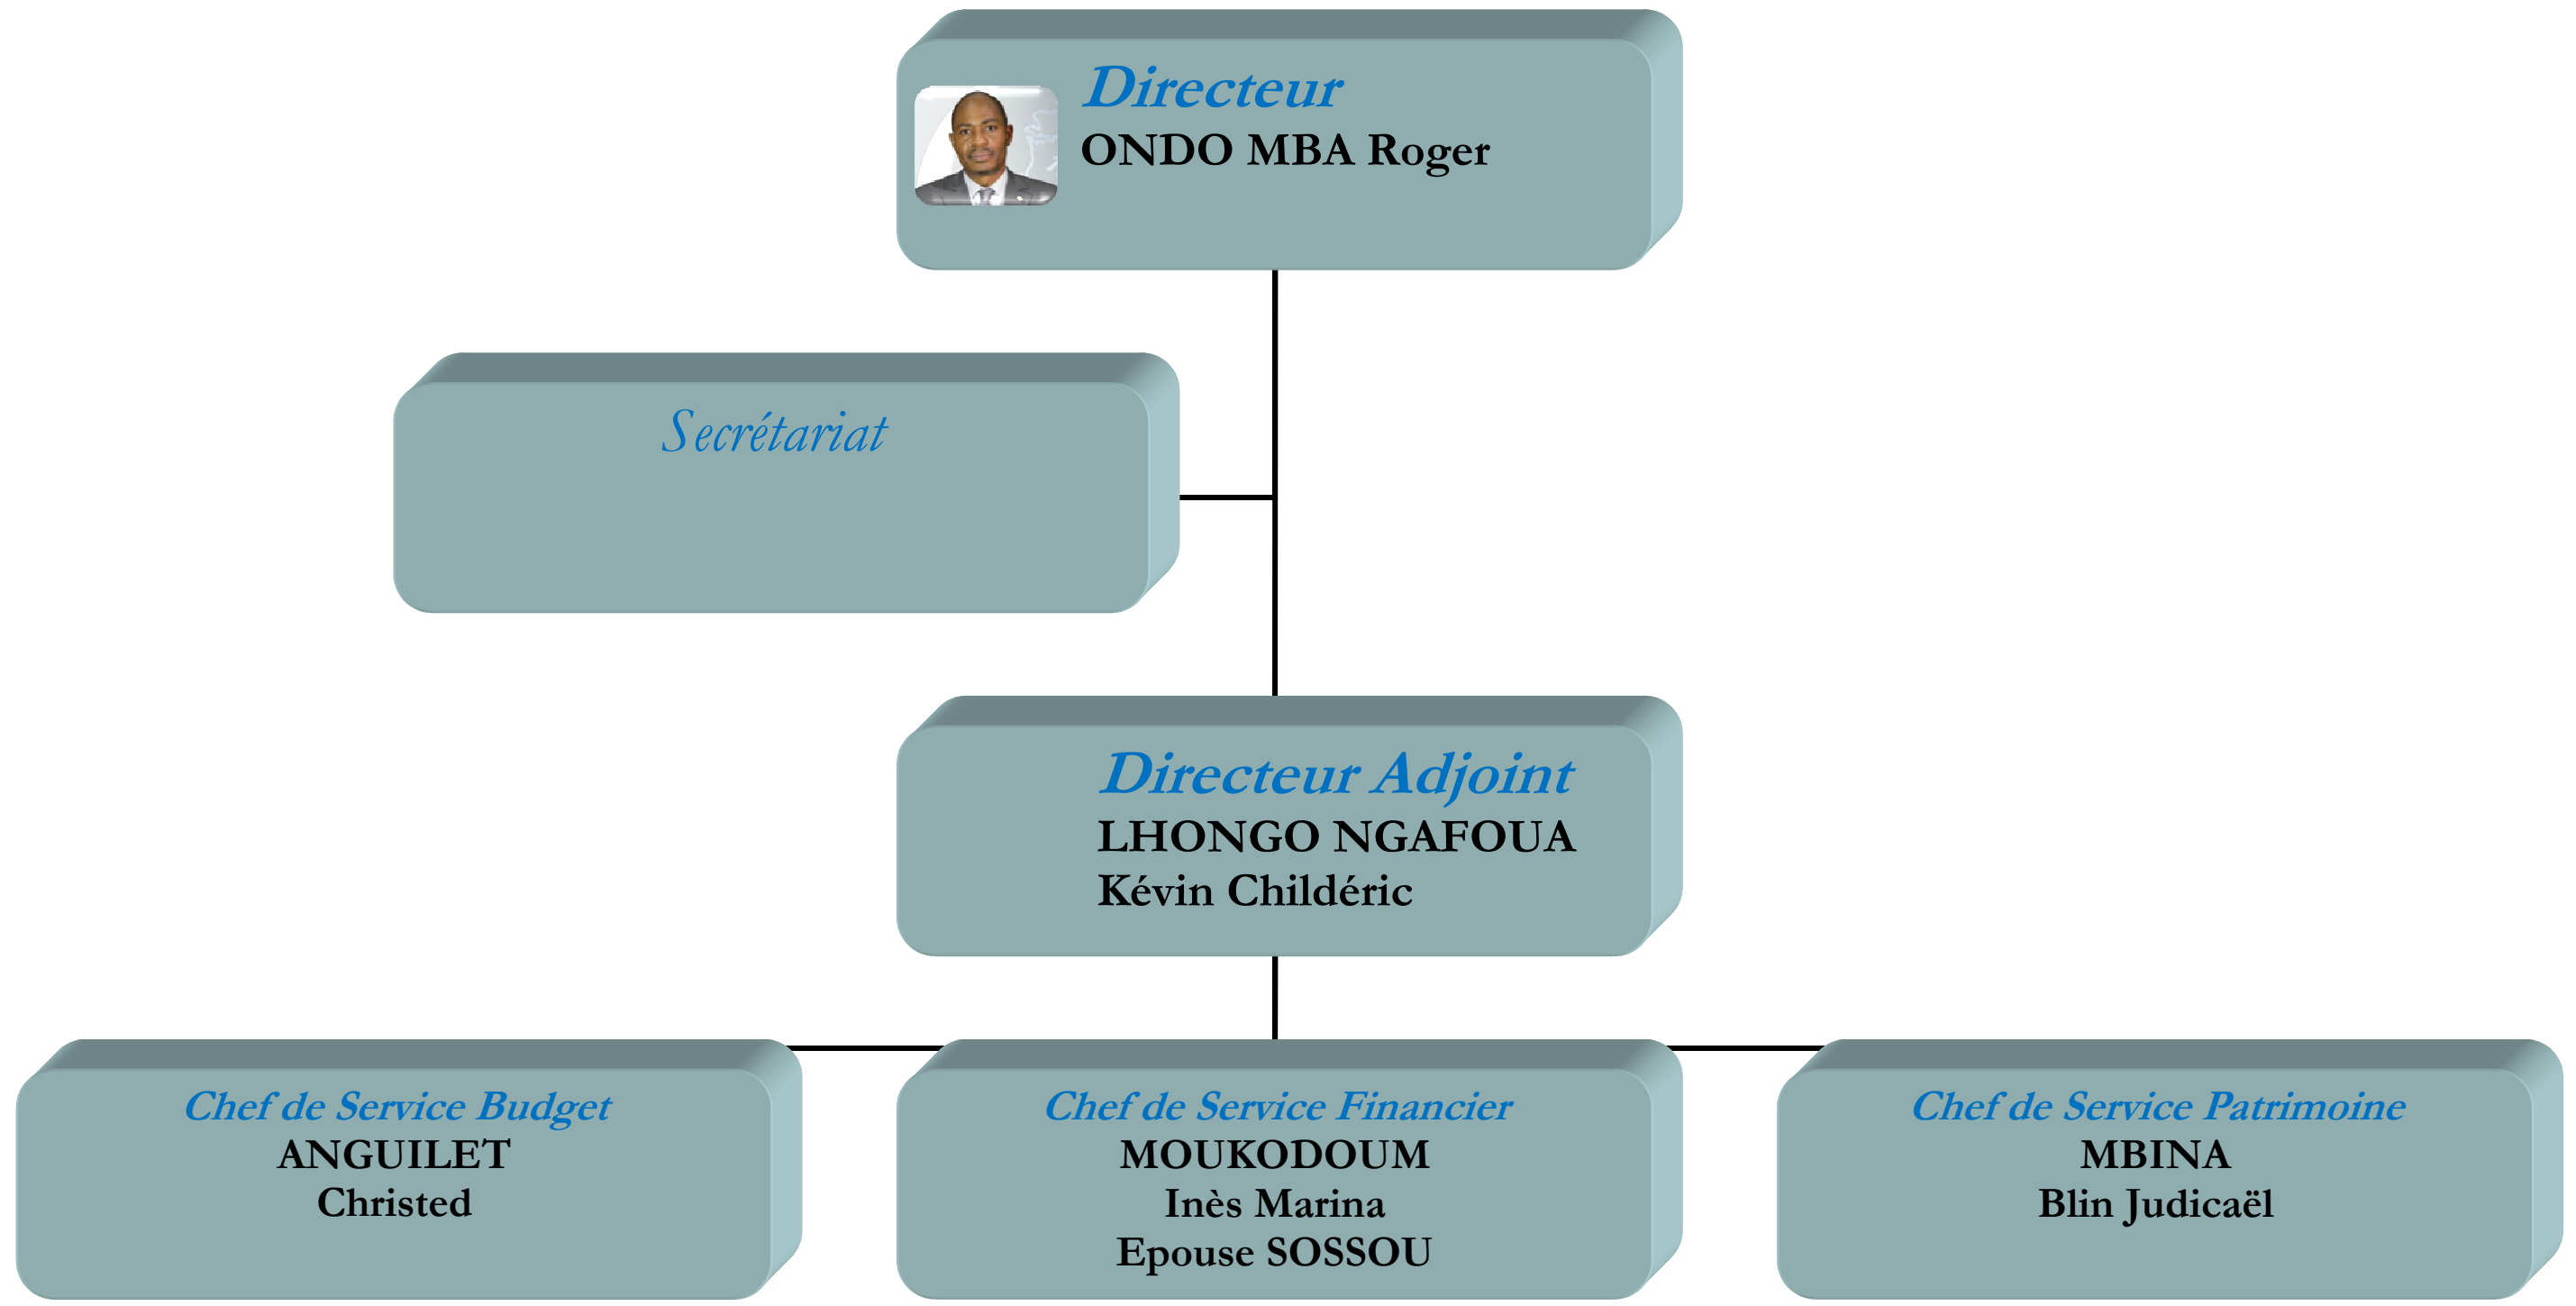 Directeur
ONDO MBA Roger
Secrétariat
Directeur Adjoint
LHONGO NGAFOUA
Kévin Childéric
Chef de Service Budget
ANGUILET
Christed
Chef de Service Financier
MOUKODOUM
Inès Marina
Epouse SOSSOU
Chef de Service Patrimoine
MBINA
Blin Judicaël